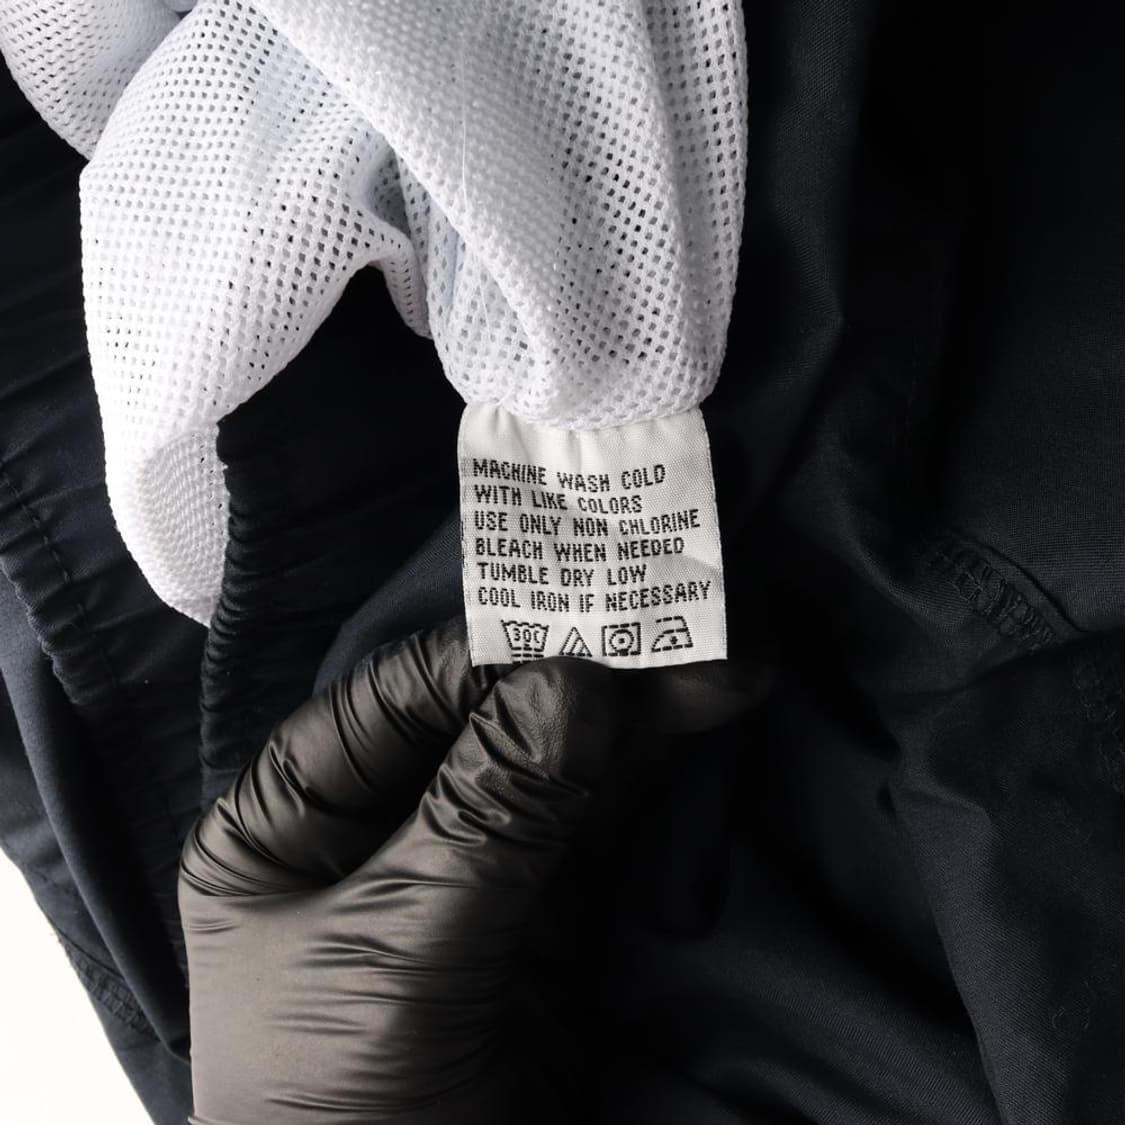 MACHINE WASH COLD
WITH LIKE COLORS
USE ONLY NON CHLORINE
BLEACH WHEN NEEDED
TUMBLE DRY LOW
COOL IRON IF NECESSARY
30C